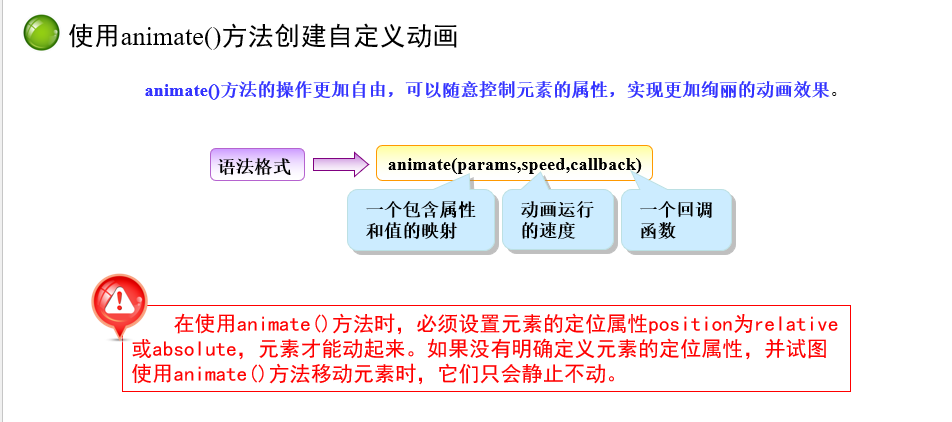 使用animate()方法创建自定义动画
animate()方法的操作更加自由，可以随意控制元素的属性，实现更加绚丽的动画效果。
语法格式
animate(params,speed,callback)
一个包含属性
和值的映射
动画运行
的速度
一个回调
函数
在使用animate()方法时，必须设置元素的定位属性position为relative
或absolute，元素才能动起来。如果没有明确定义元素的定位属性，并试图
使用animate()方法移动元素时，它们只会静止不动。